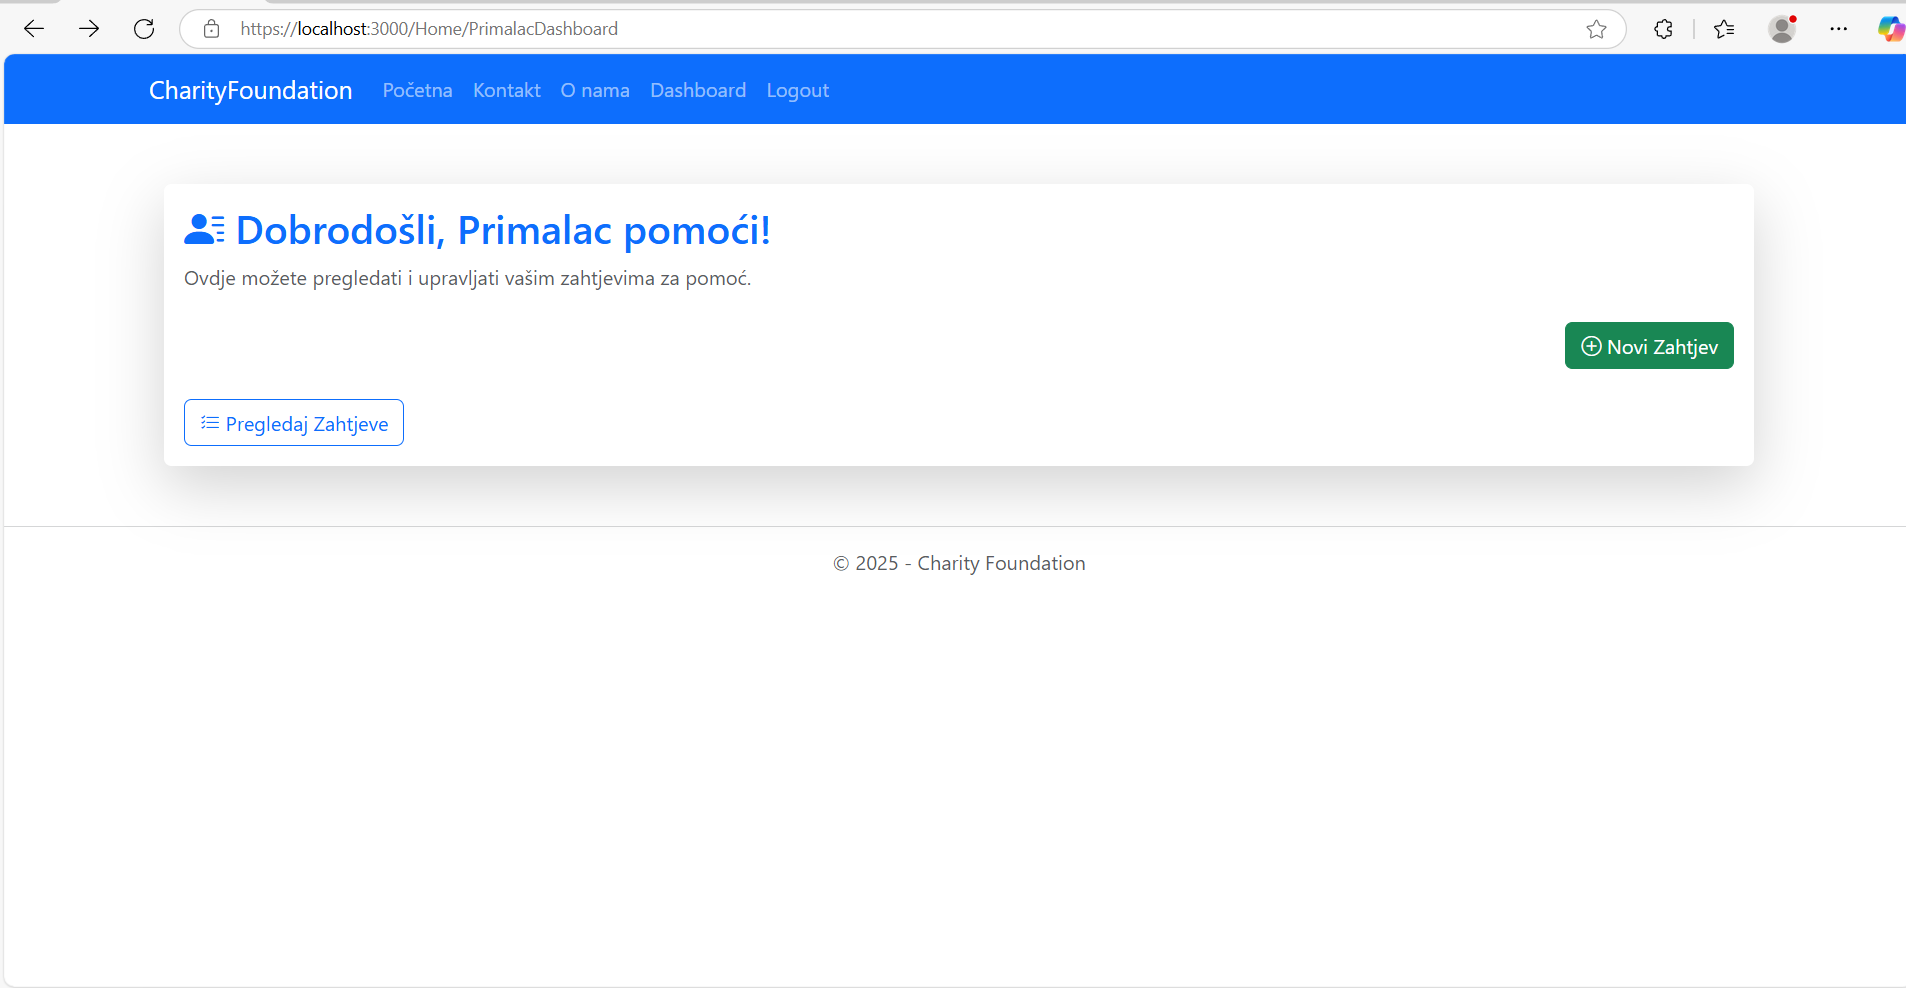 https://localhost:3000/Home/PrimalacDashboard
CharityFoundation Početna Kontakt O nama Dashboard Logout
Dobrodošli, Primalac pomoći!
Ovdje možete pregledati i upravljati vašim zahtjevima za pomoć.
Novi Zahtjev
Pregledaj Zahtjeve
© 2025 - Charity Foundation